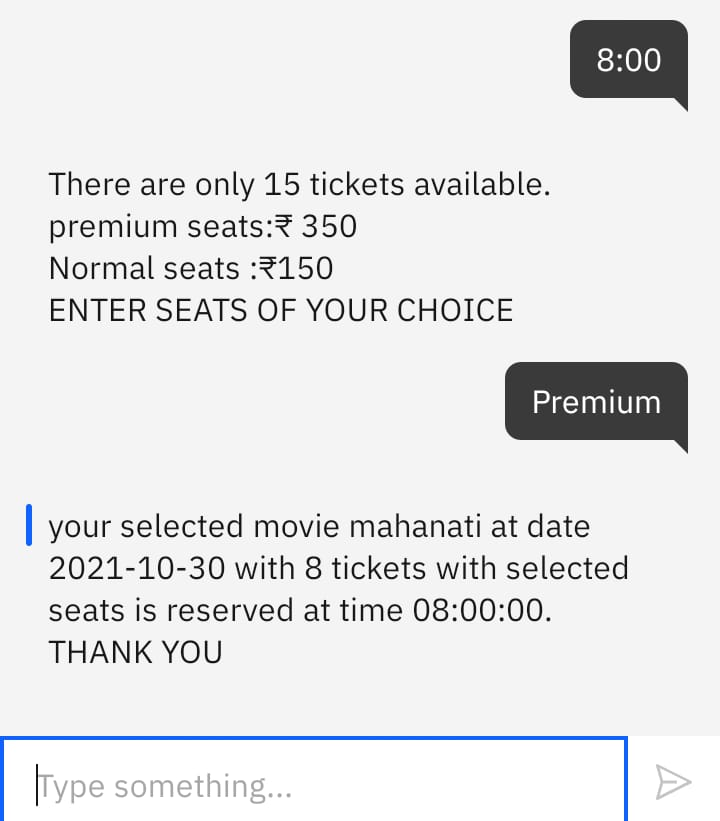 8:00
There are only 15 tickets available.
premium seats:₹ 350
Normal seats :₹150
ENTER SEATS OF YOUR CHOICE
Premium
your selected movie mahanati at date
2021-10-30 with 8 tickets with selected
seats is reserved at time 08:00:00.
THANK YOU
Type something...